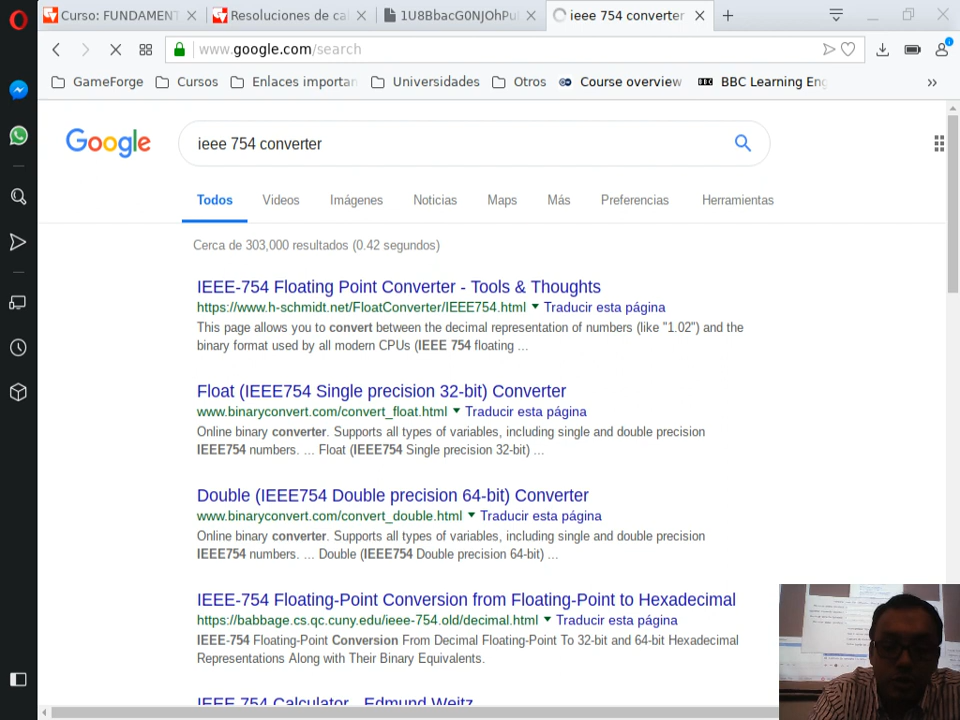 Curso: FUNDAMENT
Resoluciones de ca
1U8BbacG0NJOhPu
ieee 754 converter
www.google.com/search
GameForge
Cursos
Enlaces importan
Universidades
Otros
Course overview
BBC Learning Eng
Google
ieee 754 converter
Todos
Videos
Imágenes
Noticias
Maps
Más
Preferencias
Herramientas
Cerca de 303,000 resultados (0.42 segundos)
IEEE-754 Floating Point Converter - Tools & Thoughts
https://www.h-schmidt.net/FloatConverter/IEEE754.html Traducir esta página
This page allows you to convert between the decimal representation of numbers (like "1.02") and the
binary format used by all modern CPUs (IEEE 754 floating ...
Float (IEEE754 Single precision 32-bit) Converter
www.binaryconvert.com/convert_float.html Traducir esta página
Online binary converter. Supports all types of variables, including single and double precision
IEEE754 numbers. ... Float (IEEE754 Single precision 32-bit) ...
Double (IEEE754 Double precision 64-bit) Converter
www.binaryconvert.com/convert_double.html Traducir esta página
Online binary converter. Supports all types of variables, including single and double precision
IEEE754 numbers. ... Double (IEEE754 Double precision 64-bit) ...
IEEE-754 Floating-Point Conversion from Floating-Point to Hexadecimal
https://babbage.cs.qc.cuny.edu/ieee-754.old/decimal.html Traducir esta página
IEEE-754 Floating-Point Conversion From Decimal Floating-Point To 32-bit and 64-bit Hexadecimal
Representations Along with Their Binary Equivalents.
IEEE 754 Calculator - Edmund Weitz